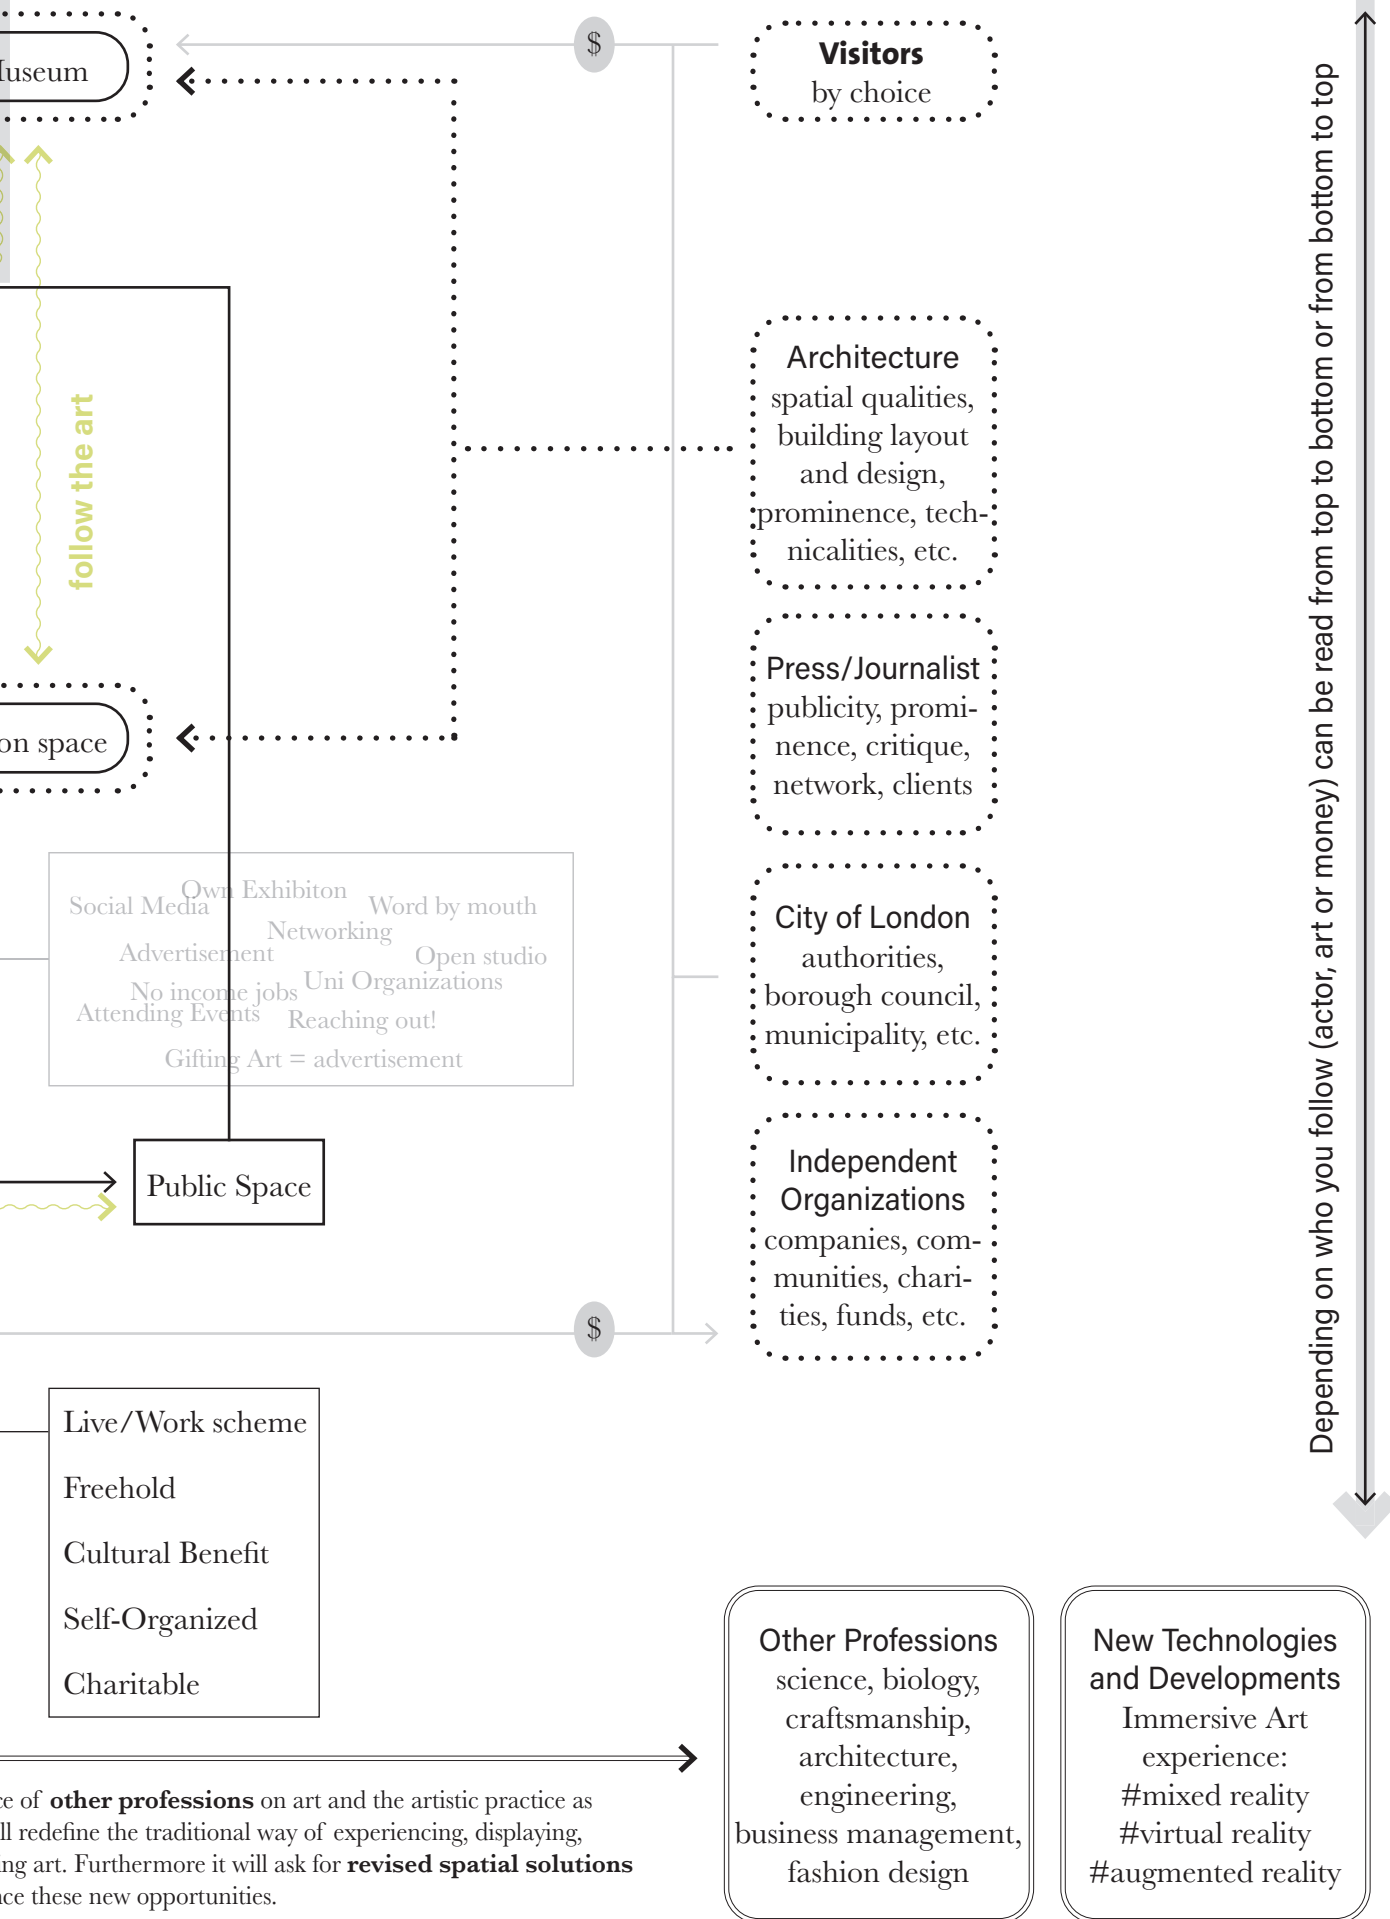 Museum
$
Visitors
by choice
follow the art
Architecture
spatial qualities,
building layout
and design,
prominence, tech-
nicalities, etc.
Press/Journalist
publicity, promi-
nence, critique,
network, clients
on space
Own Exhibiton
Social Media
Word by mouth
Networking
Advertisement
Open studio
Uni Organizations
No income jobs
Attending Events
Reaching out!
Gifting Art = advertisement
City of London
authorities,
borough council,
municipality, etc.
Public Space
Independent
Organizations
companies, com-
munities, chari-
ties, funds, etc.
$
Depending on who you follow (actor, art or money) can be read from top to bottom or from bottom to top
Live/Work scheme
Freehold
Cultural Benefit
Self-Organized
Charitable
Other Professions
science, biology,
craftsmanship,
architecture,
engineering,
business management,
fashion design
New Technologies
and Developments
Immersive Art
experience:
#mixed reality
#virtual reality
#augmented reality
ce of other professions on art and the artistic practice as
ll redefine the traditional way of experiencing, displaying,
ing art. Furthermore it will ask for revised spatial solutions
nce these new opportunities.